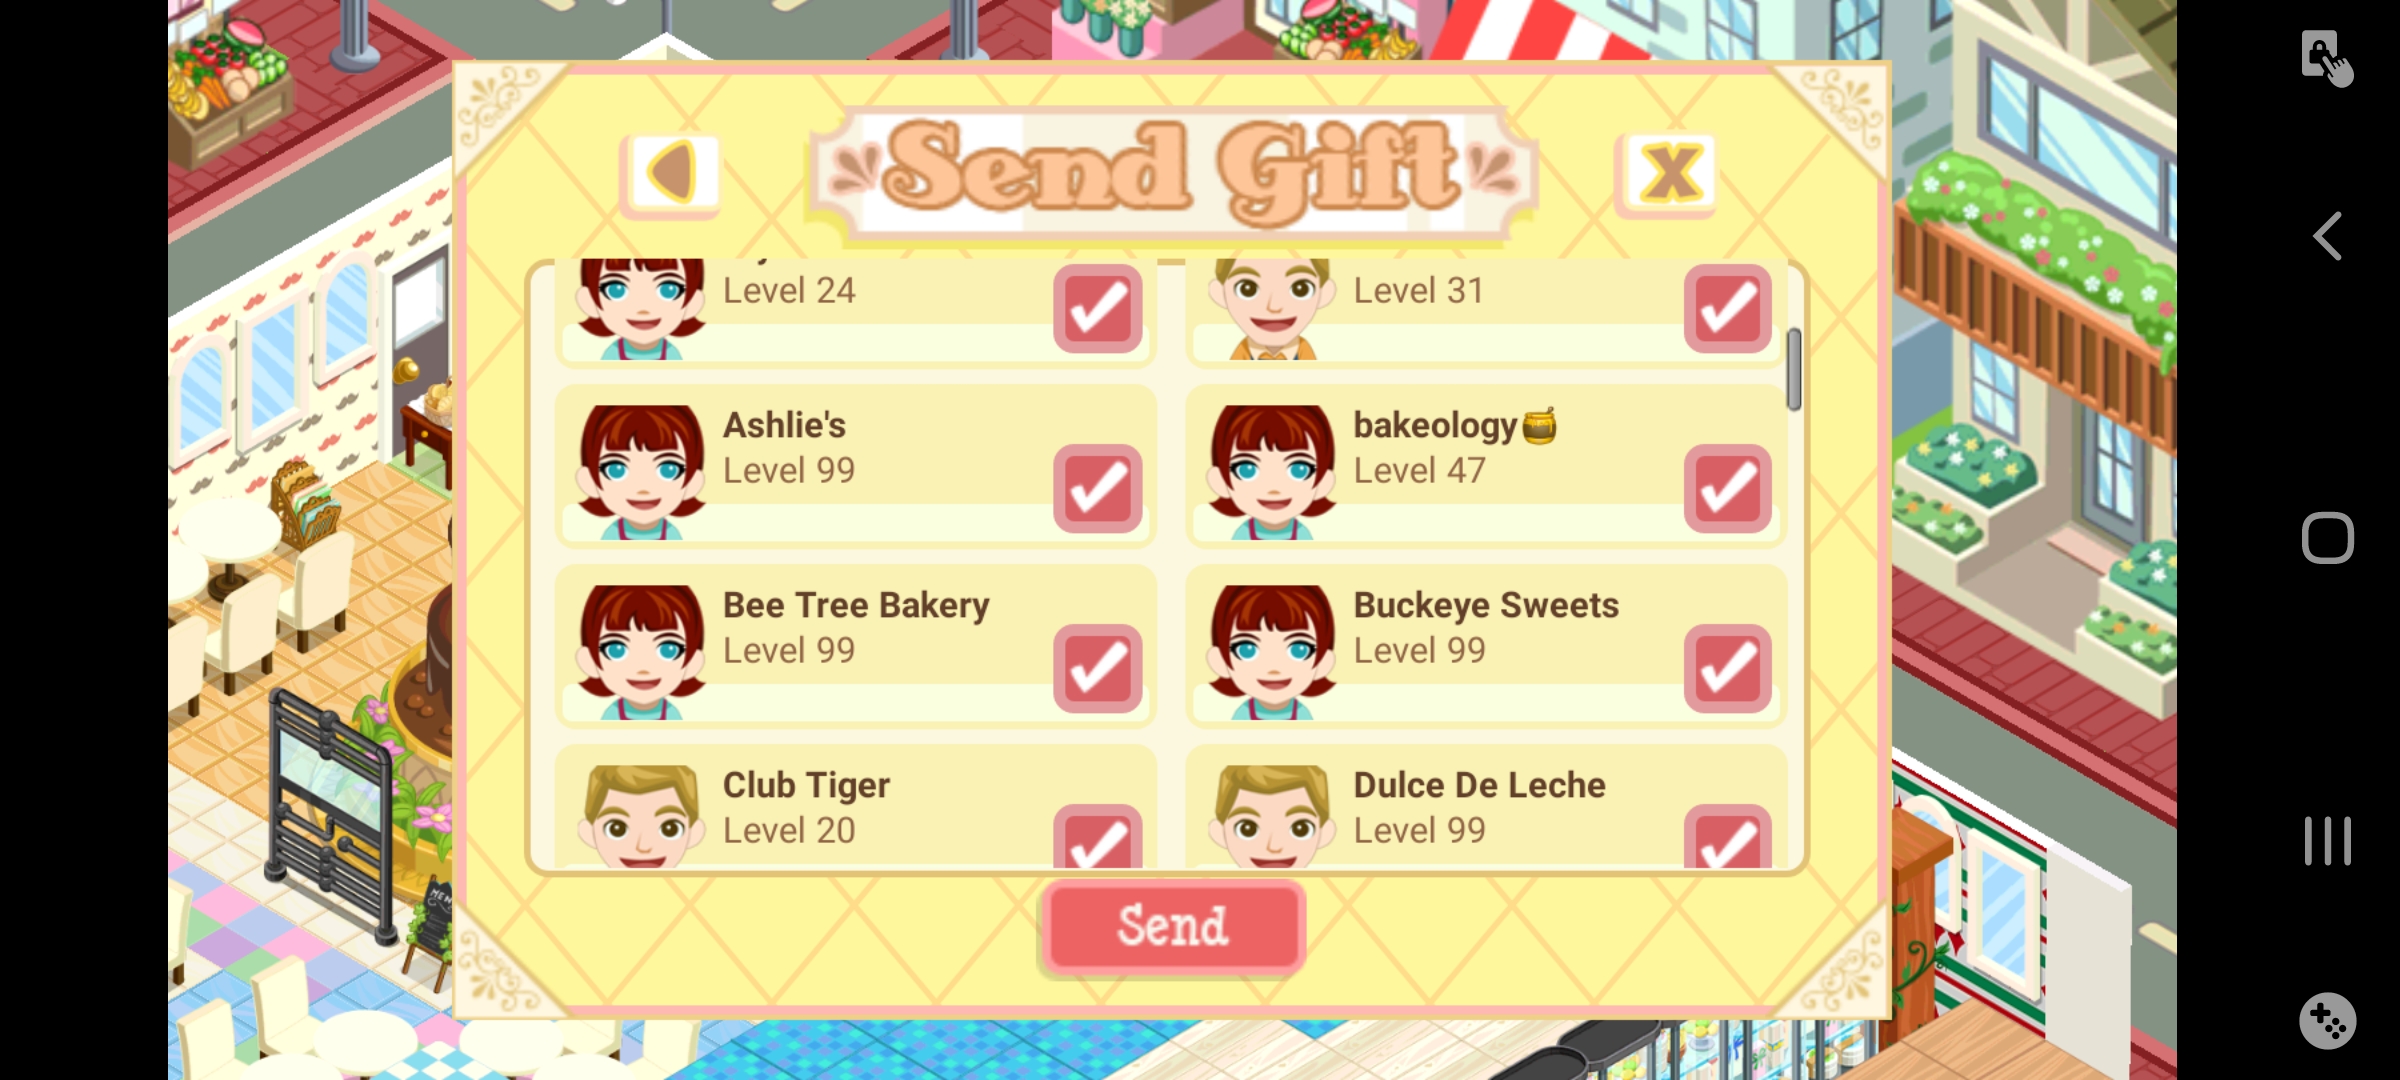 Send Gift
Level 24
Level 31
Ashlie's
Level 99
bakeology🍯
Level 47
Bee Tree Bakery
Level 99
Buckeye Sweets
Level 99
Club Tiger
Level 20
Dulce De Leche
Level 99
Send